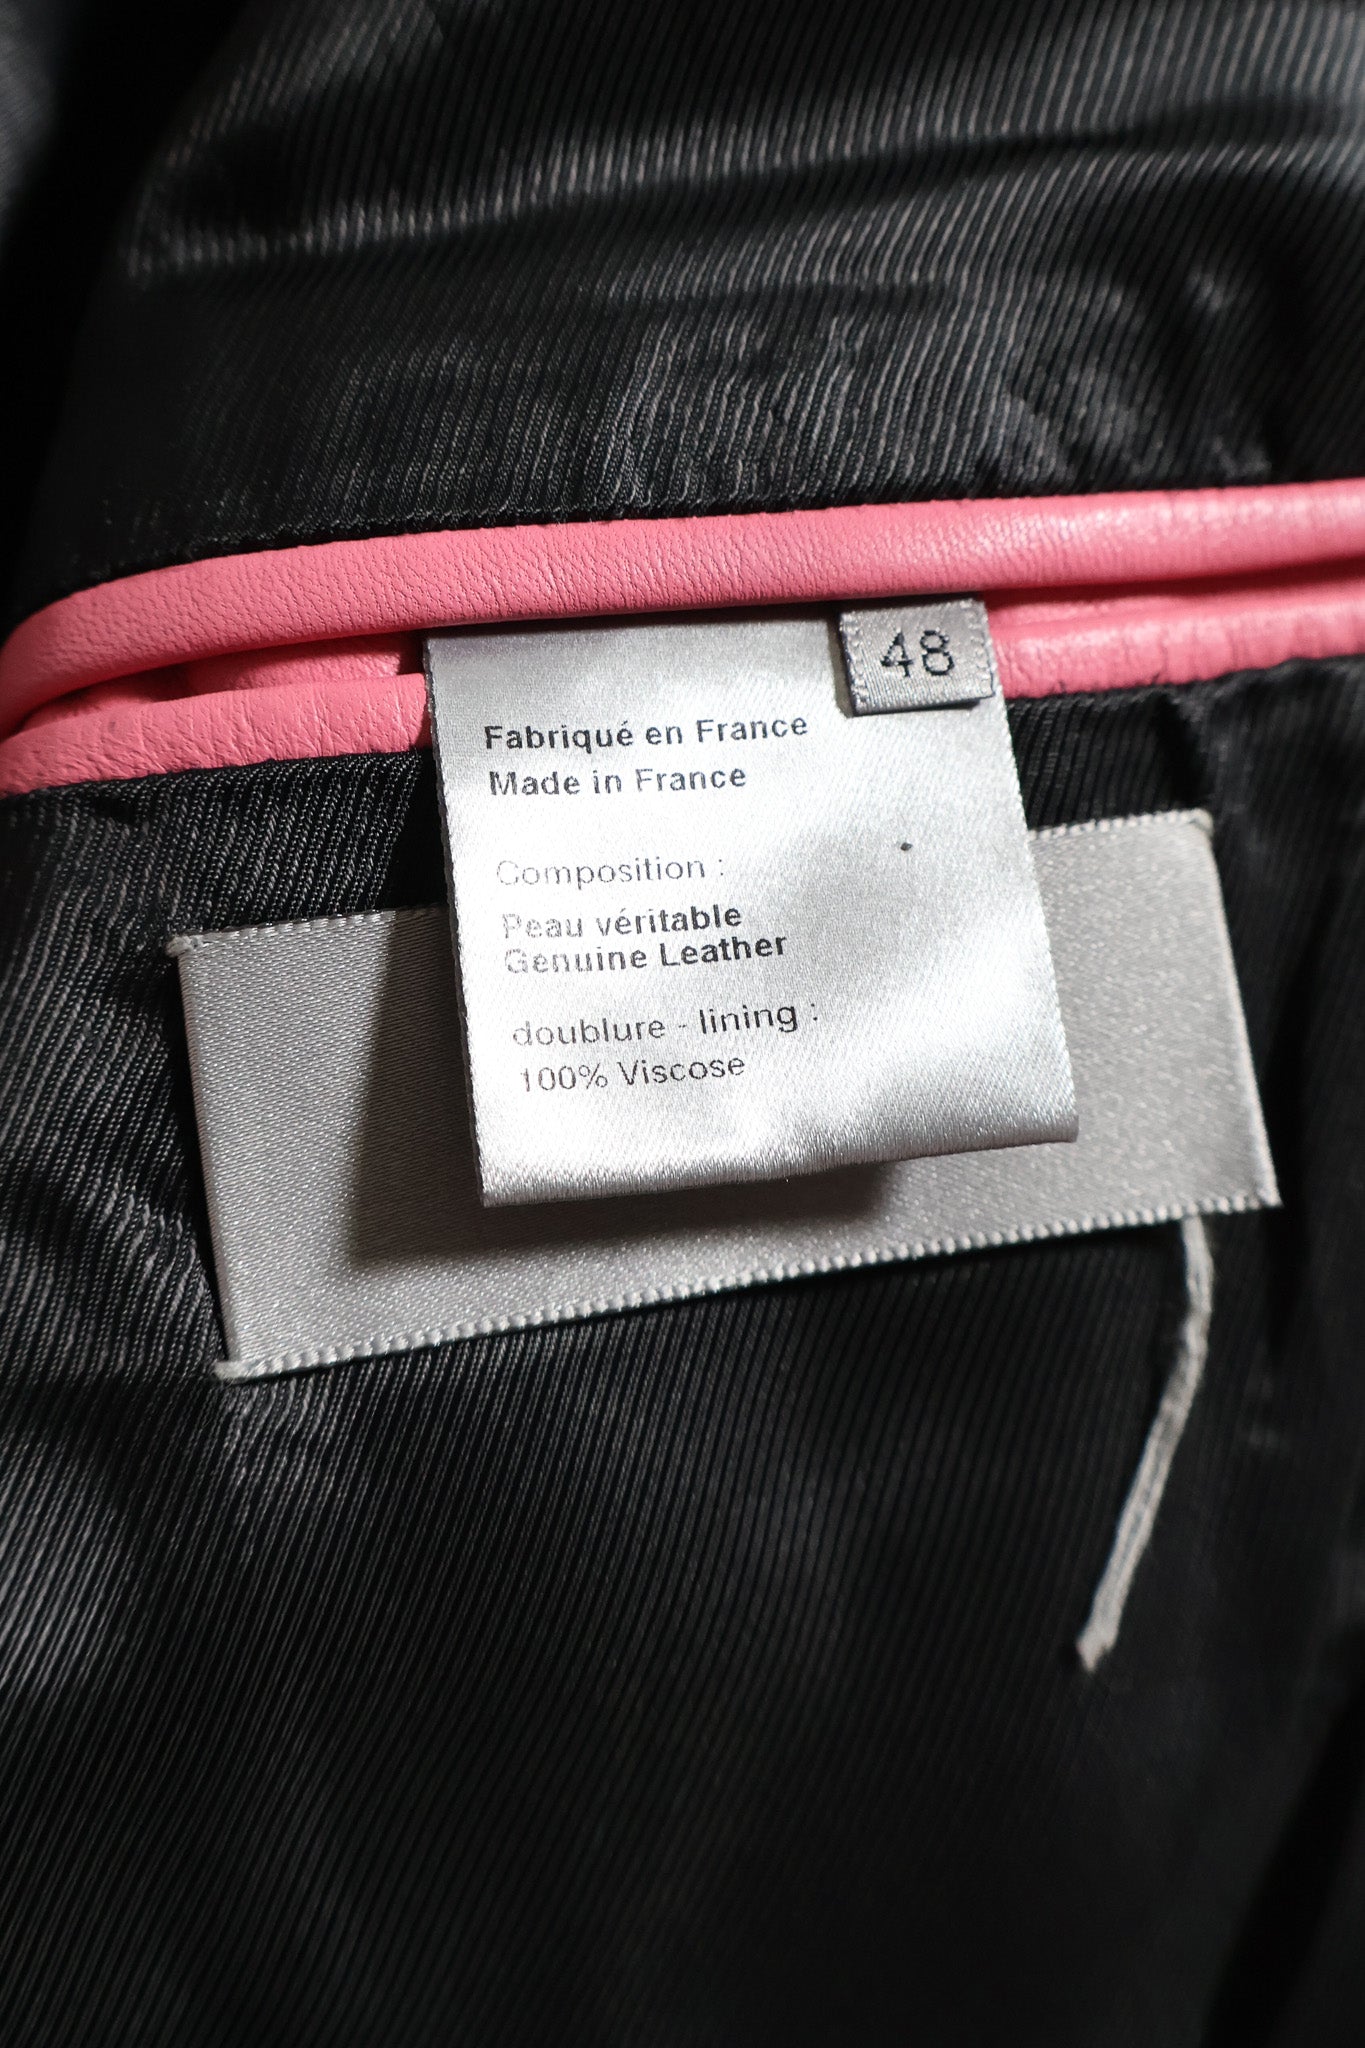 48
Fabriqué en France
Made in France
Composition :
Peau véritable
Genuine Leather
doublure - lining :
100% Viscose